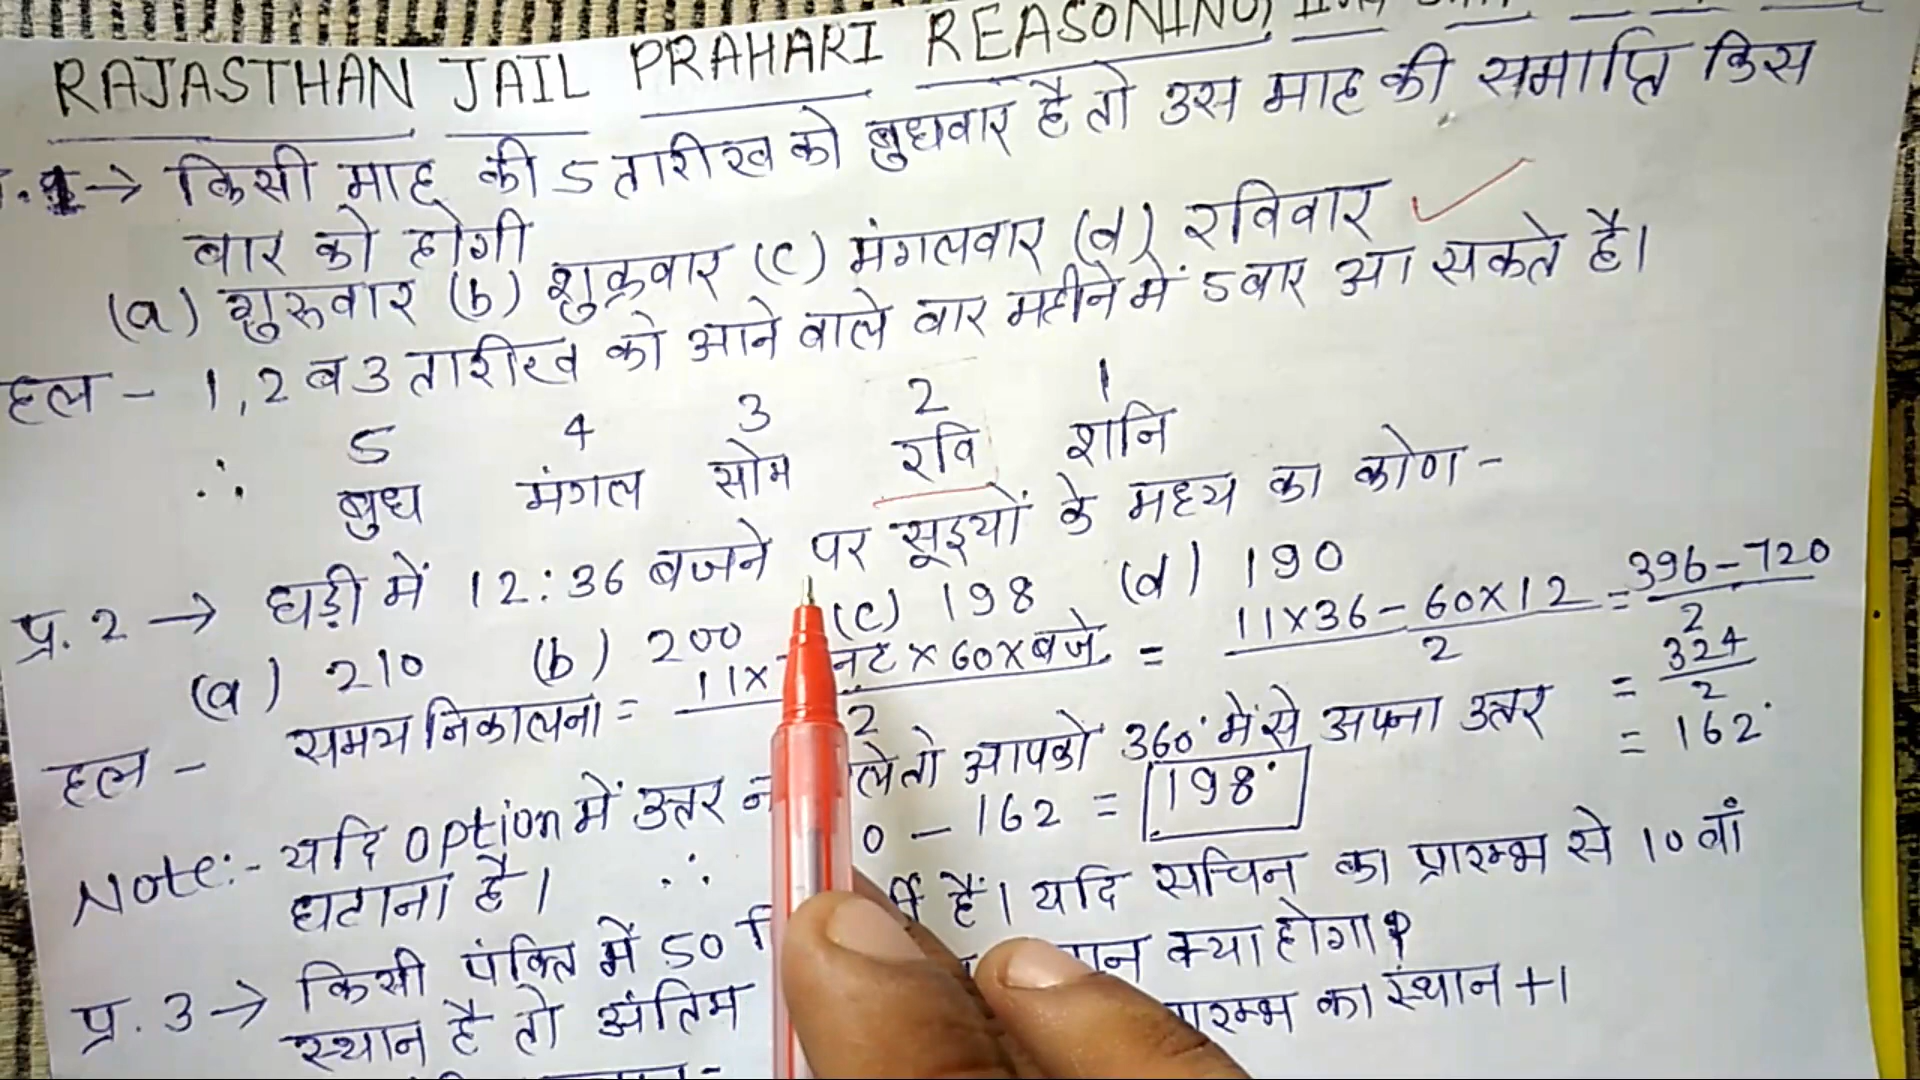 RAJASTHAN JAIL PRAHARI REASONING
1 → किसी माह की 5 तारीख को बुधवार है तो उस माह की समाप्ति किस
वार को होगी
(a) गुरुवार (b) शुक्रवार (c) मंगलवार (d) रविवार ✓
हल - 1, 2 व 3 तारीख को आने वाले वार महीने में 5 बार आ सकते है।
5 4 3 2 1
∴ बुध मंगल सोम रवि शनि
प्र. 2 → घड़ी में 12:36 बजने पर सूइयों के मध्य का कोण -
(a) 210 (b) 200 (c) 198 (d) 190
हल - समय निकालना = 11× ×60×बजे / 2 = 11×36-60×12 / 2 = 396-720 / 2
= 324 / 2
= 162°
Note:- यदि option में उत्तर न तो आपको 360° में से अपना उत्तर
घटाना है। ∴ 0 - 162 = 198°
प्र. 3 → किसी पंक्ति में 50 हैं। यदि सचिन का प्रारम्भ से 10 वाँ
स्थान है तो अंतिम क्या होगा?
का स्थान +1